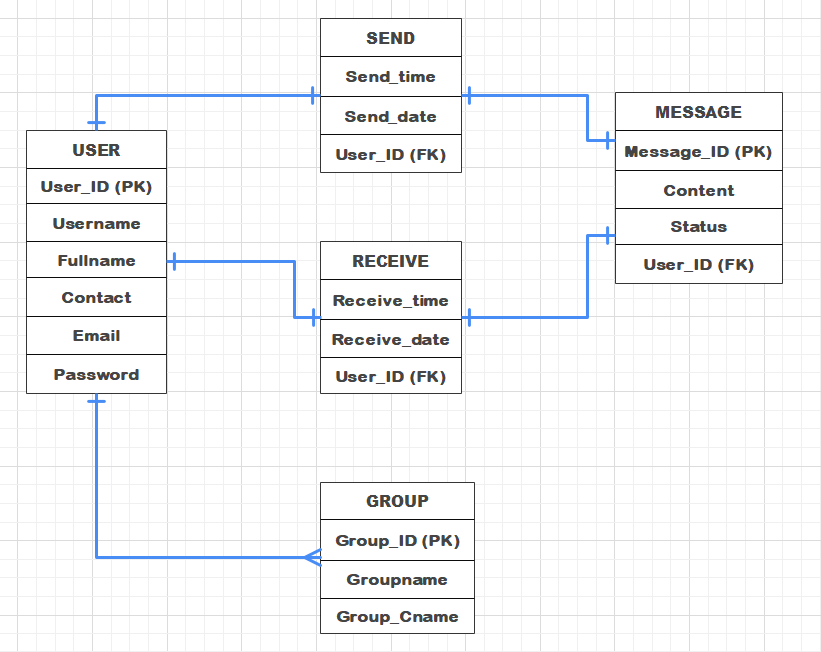 SEND
Send_time
Send_date
User_ID (FK)
MESSAGE
Message_ID (PK)
Content
Status
User_ID (FK)
USER
User_ID (PK)
Username
Fullname
Contact
Email
Password
RECEIVE
Receive_time
Receive_date
User_ID (FK)
GROUP
Group_ID (PK)
Groupname
Group_Cname